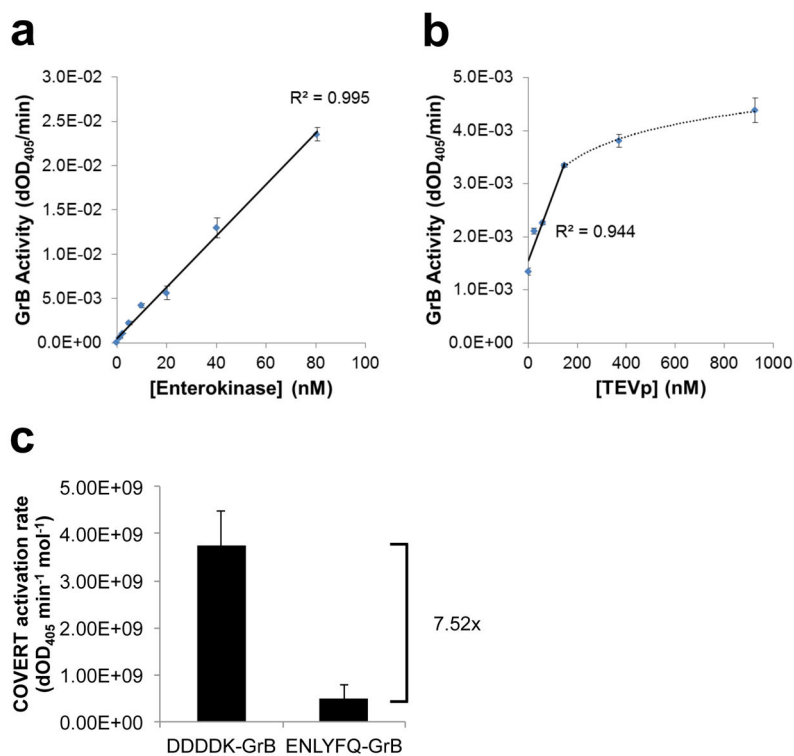 a
3.0E-02
2.5E-02
2.0E-02
1.5E-02
1.0E-02
5.0E-03
0.0E+00
GrB Activity (dOD405/min)
R² = 0.995
0 20 40 60 80 100
[Enterokinase] (nM)
b
5.0E-03
4.0E-03
3.0E-03
2.0E-03
1.0E-03
0.0E+00
GrB Activity (dOD405/min)
R² = 0.944
0 200 400 600 800 1000
[TEVp] (nM)
c
5.00E+09
4.00E+09
3.00E+09
2.00E+09
1.00E+09
0.00E+00
COVERT activation rate
(dOD405 min-1 mol-1)
7.52x
DDDDK-GrB ENLYFQ-GrB